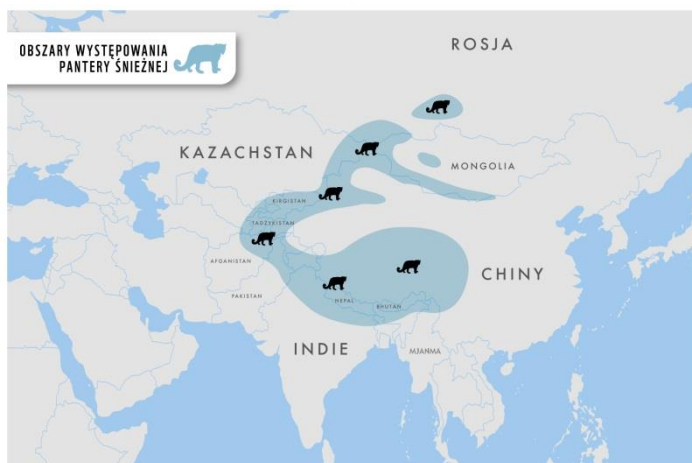 OBSZARY WYSTĘPOWANIA
PANTERY ŚNIEŻNEJ
ROSJA
KAZACHSTAN
MONGOLIA
KIRGISTAN
TADŻYKISTAN
AFGANISTAN
CHINY
PAKISTAN
NEPAL
BHUTAN
INDIE
MJANMA